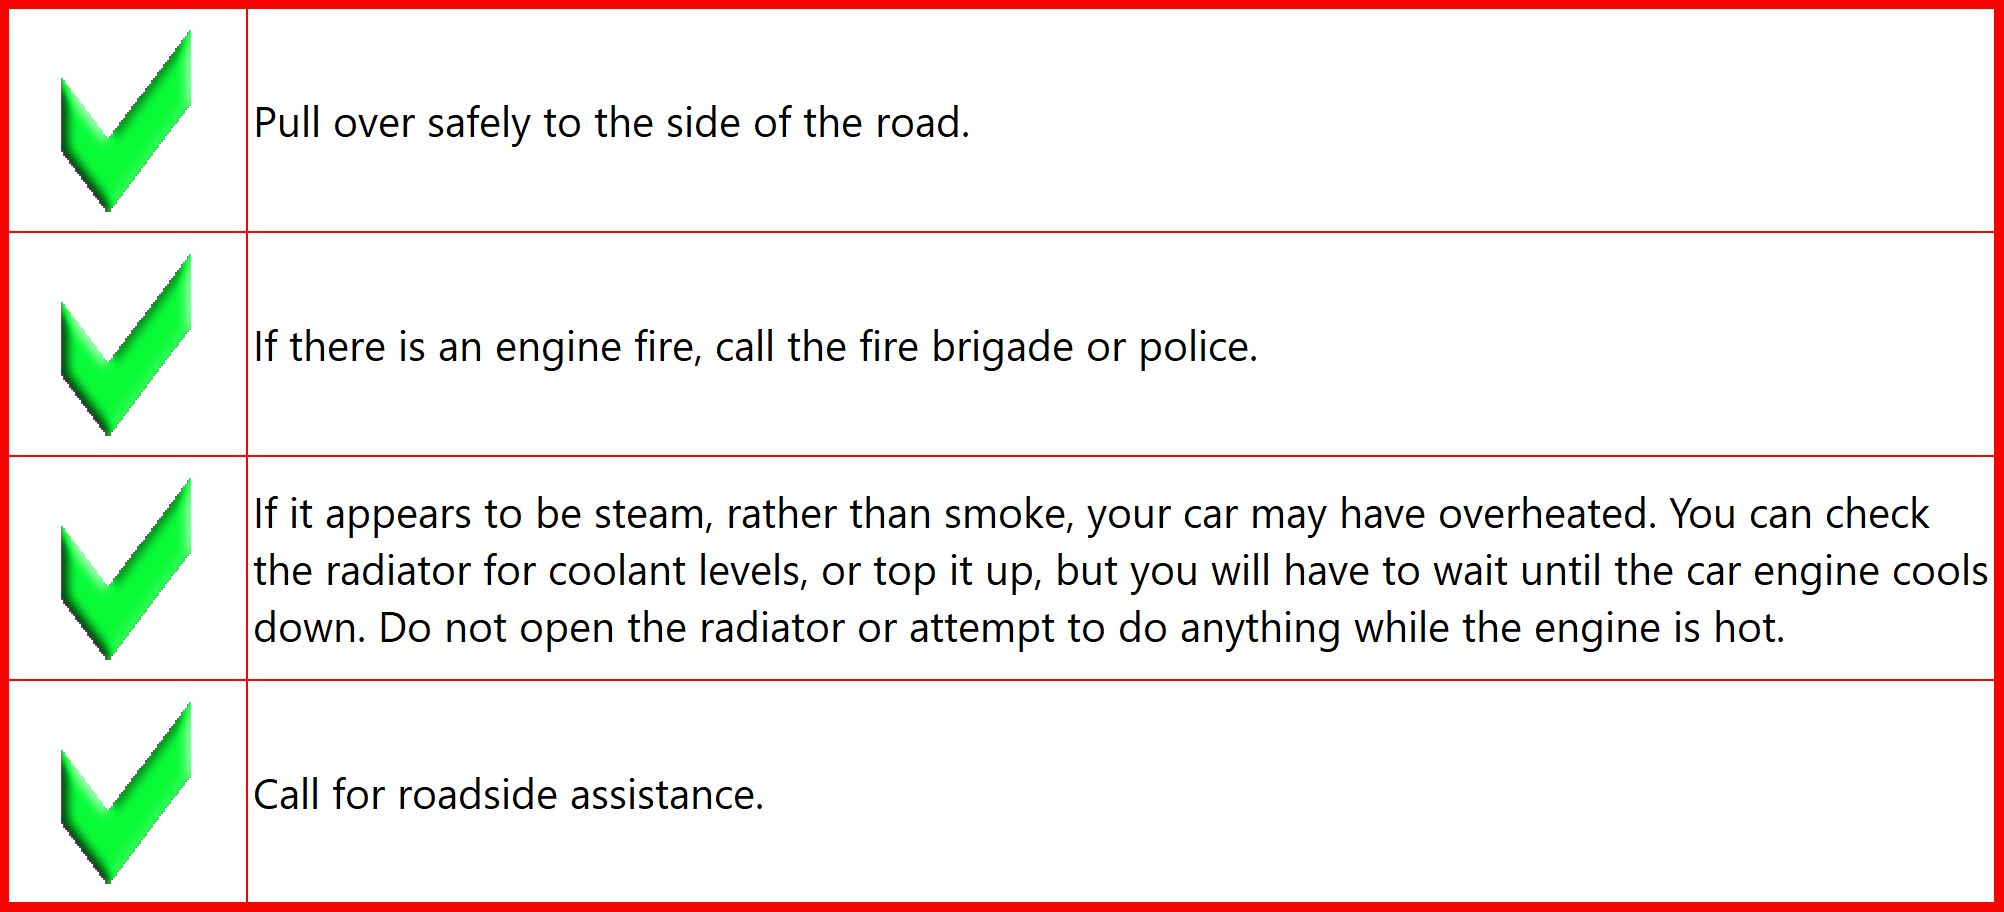 Pull over safely to the side of the road.
If there is an engine fire, call the fire brigade or police.
If it appears to be steam, rather than smoke, your car may have overheated. You can check
the radiator for coolant levels, or top it up, but you will have to wait until the car engine cools
down. Do not open the radiator or attempt to do anything while the engine is hot.
Call for roadside assistance.